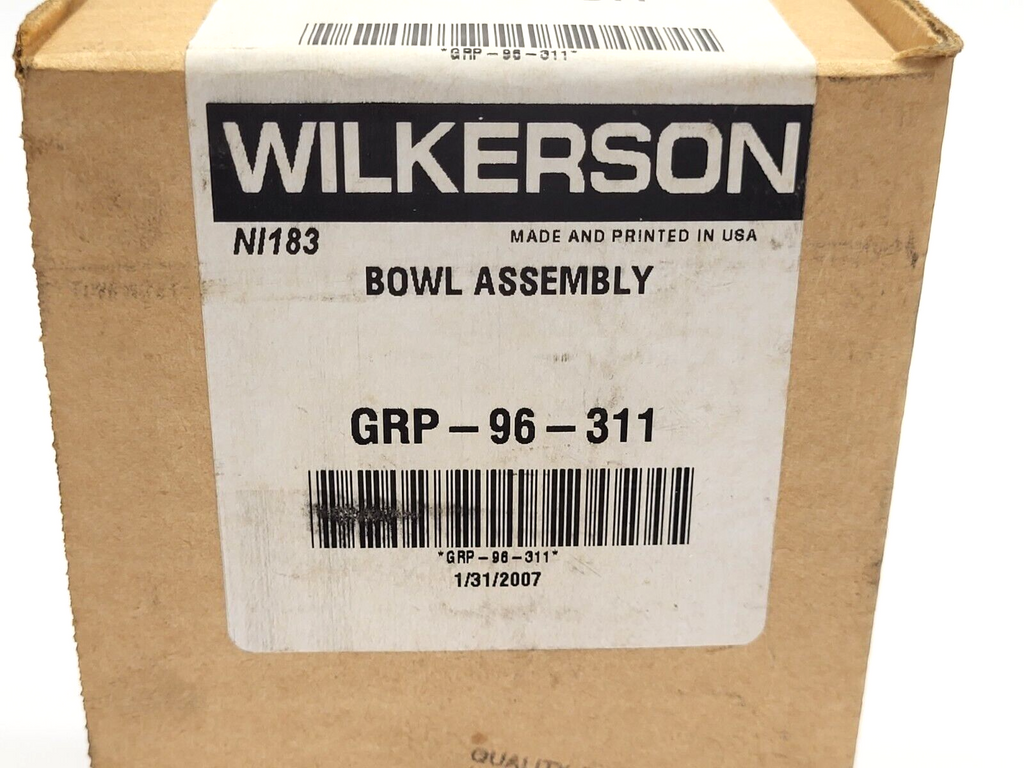 *GRP-96-311*
WILKERSON
NI183
MADE AND PRINTED IN USA
BOWL ASSEMBLY
GRP-96-311
*GRP-96-311*
1/31/2007
QUALITY